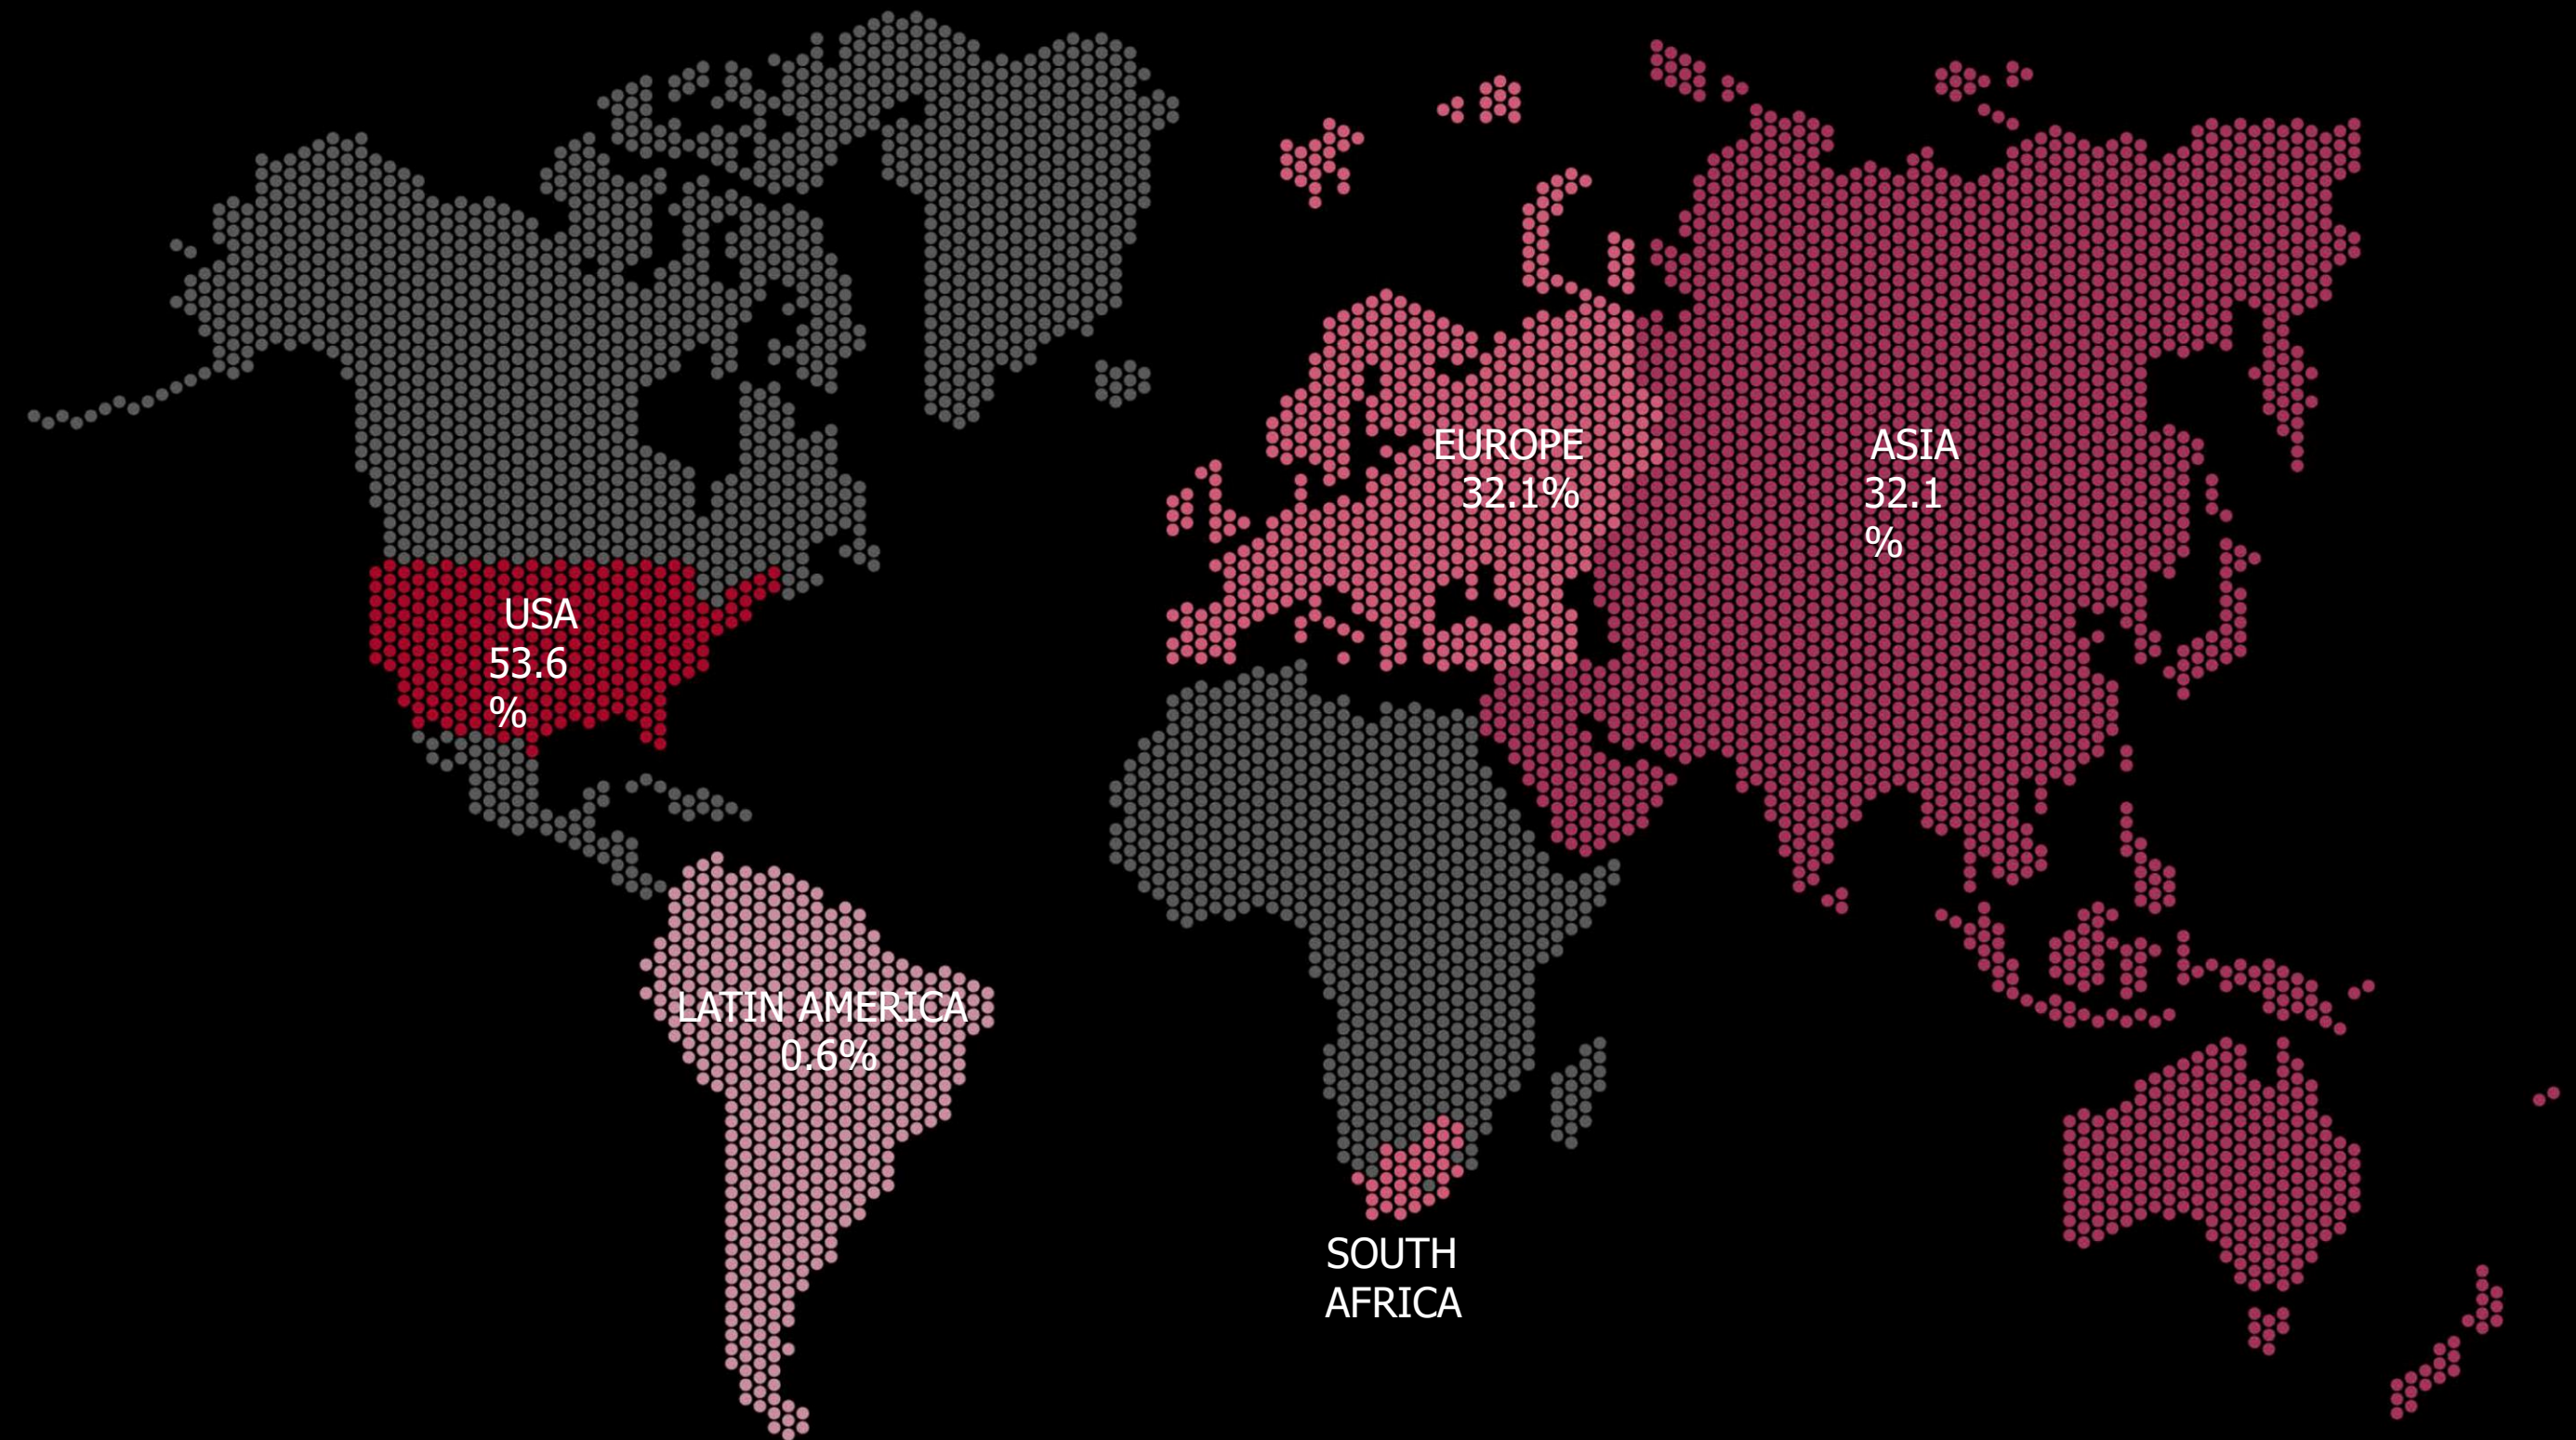 EUROPE
32.1%
ASIA
32.1
%
USA
53.6
%
LATIN AMERICA
0.6%
SOUTH
AFRICA